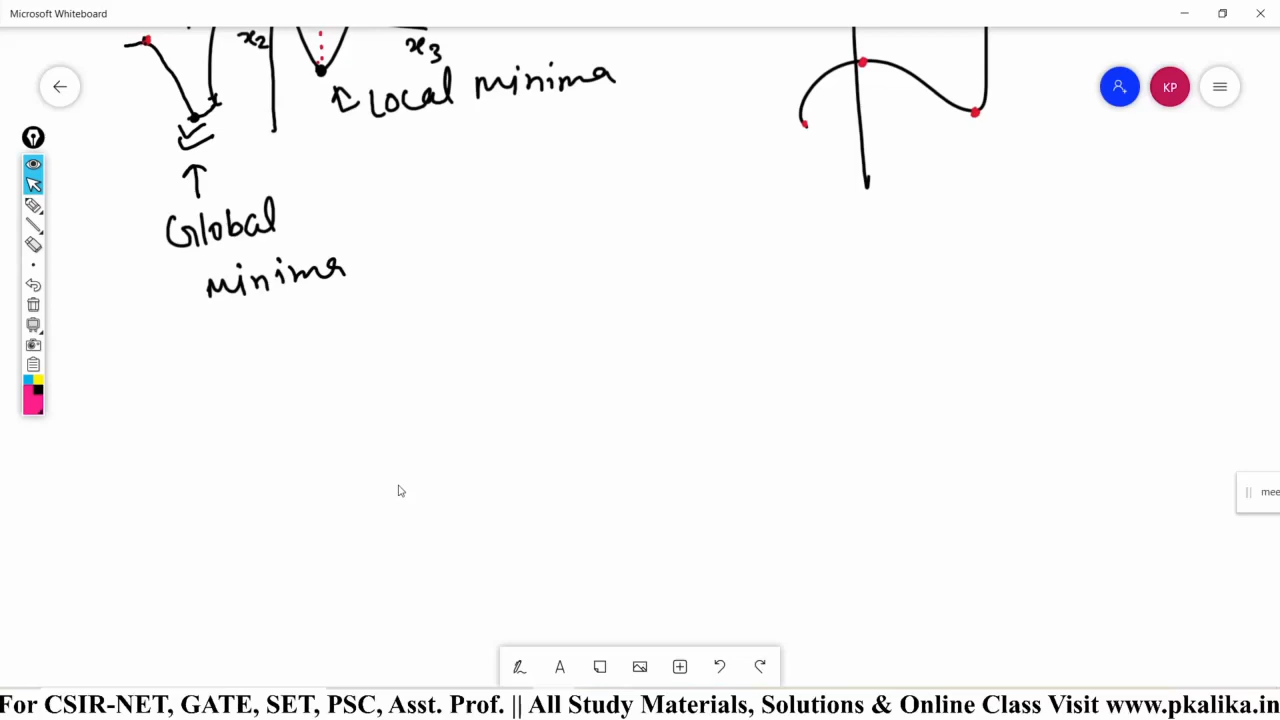 Microsoft Whiteboard
x2
x3
Local minima
KP
Global
minima
mee
A
For CSIR-NET, GATE, SET, PSC, Asst. Prof. || All Study Materials, Solutions & Online Class Visit www.pkalika.in